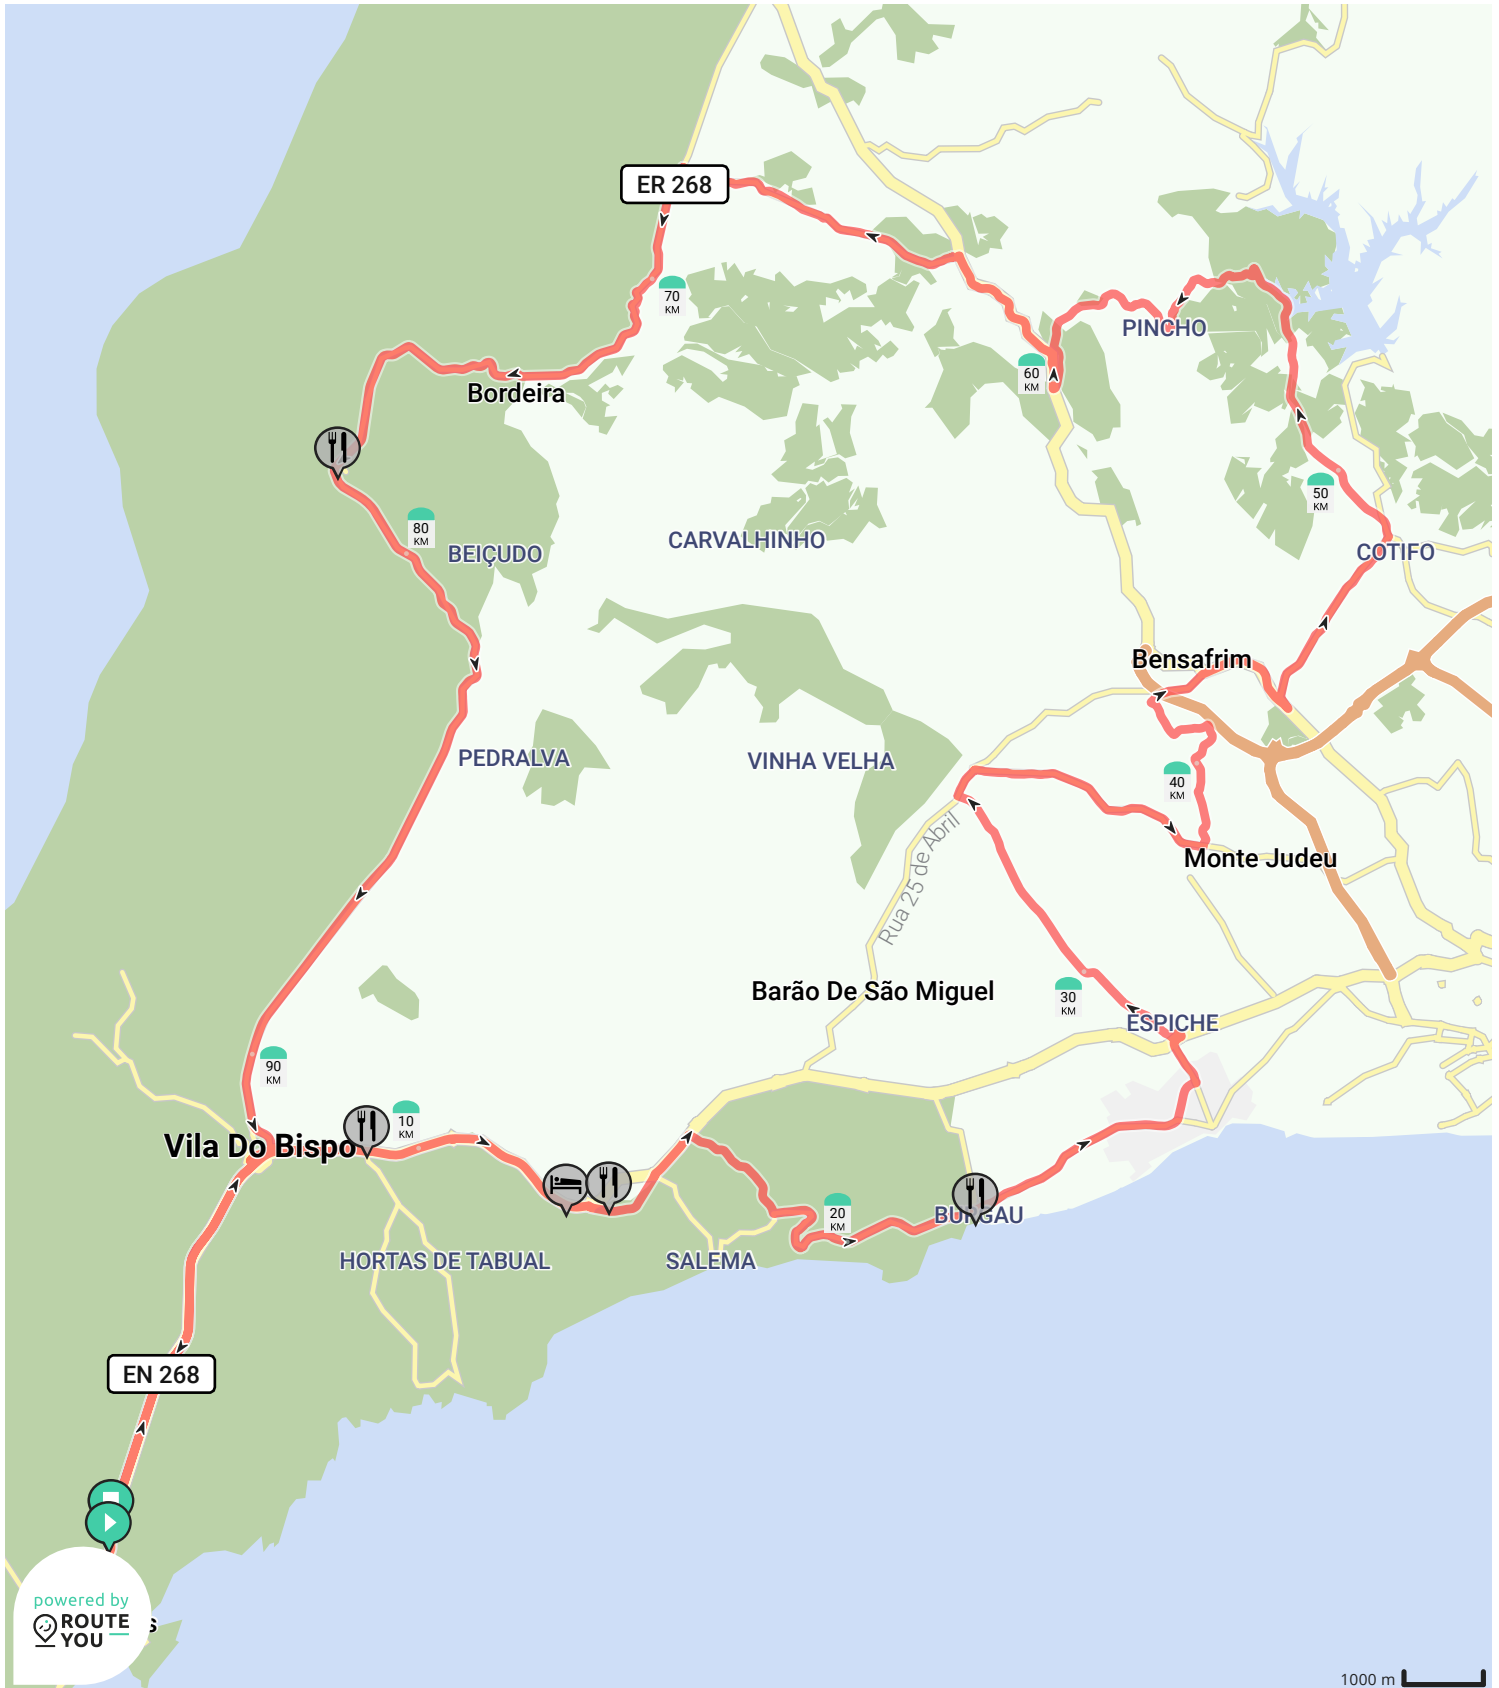 ER 268
70
KM
PINCHO
60
KM
Bordeira
50
KM
80
KM
CARVALHINHO
BEIÇUDO
COTIFO
Bensafrim
PEDRALVA
VINHA VELHA
40
KM
Rua 25 de Abril
Monte Judeu
Barão De São Miguel
30
KM
ESPICHE
90
KM
10
KM
Vila Do Bispo
20
KM
BURGAU
HORTAS DE TABUAL
SALEMA
EN 268
powered by
ROUTE
YOU
s
1000 m